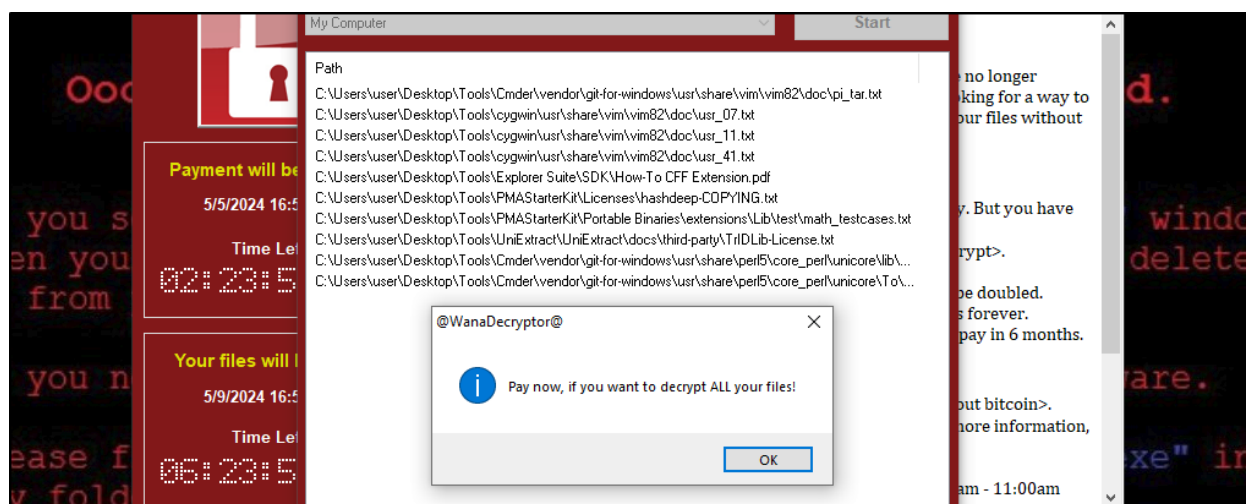 My Computer
Start
Path
C:\Users\user\Desktop\Tools\Cmder\vendor\git-for-windows\usr\share\vim\vim82\doc\pi_tar.txt
C:\Users\user\Desktop\Tools\cygwin\usr\share\vim\vim82\doc\usr_07.txt
C:\Users\user\Desktop\Tools\cygwin\usr\share\vim\vim82\doc\usr_11.txt
C:\Users\user\Desktop\Tools\cygwin\usr\share\vim\vim82\doc\usr_41.txt
C:\Users\user\Desktop\Tools\Explorer Suite\SDK\How-To CFF Extension.pdf
C:\Users\user\Desktop\Tools\PMAStarterKit\Licenses\hashdeep-COPYING.txt
C:\Users\user\Desktop\Tools\PMAStarterKit\Portable Binaries\extensions\Lib\test\math_testcases.txt
C:\Users\user\Desktop\Tools\UniExtract\UniExtract\docs\third-party\TrIDLib-License.txt
C:\Users\user\Desktop\Tools\Cmder\vendor\git-for-windows\usr\share\perl5\core_perl\unicore\lib\...
C:\Users\user\Desktop\Tools\Cmder\vendor\git-for-windows\usr\share\perl5\core_perl\unicore\To\...
@WanaDecryptor@
Pay now, if you want to decrypt ALL your files!
OK
Payment will be
5/5/2024 16:5
Time Lef
02:23:5
Your files will
5/9/2024 16:5
Time Lef
06:23:5
no longer
oking for a way to
our files without
y. But you have
rypt>.
be doubled.
s forever.
pay in 6 months.
out bitcoin>.
more information,
am - 11:00am
Ooo
d.
you s
windo
en you
delete
from
you n
are.
ease f
xe" in
fold